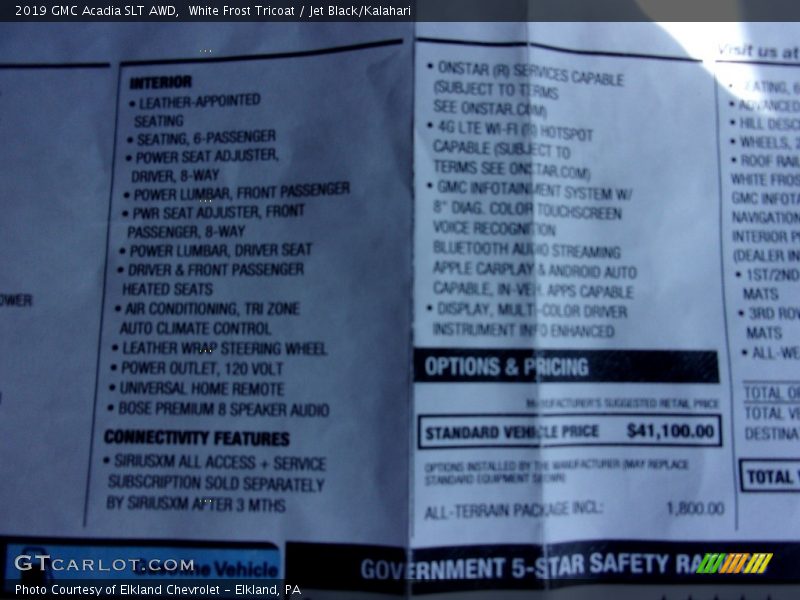 2019 GMC Acadia SLT AWD, White Frost Tricoat / Jet Black/Kalahari
INTERIOR
• LEATHER-APPOINTED
SEATING
• SEATING, 6-PASSENGER
• POWER SEAT ADJUSTER,
DRIVER, 8-WAY
• POWER LUMBAR, FRONT PASSENGER
• PWR SEAT ADJUSTER, FRONT
PASSENGER, 8-WAY
• POWER LUMBAR, DRIVER SEAT
• DRIVER & FRONT PASSENGER
HEATED SEATS
• AIR CONDITIONING, TRI ZONE
AUTO CLIMATE CONTROL
• LEATHER WRAP STEERING WHEEL
• POWER OUTLET, 120 VOLT
• UNIVERSAL HOME REMOTE
• BOSE PREMIUM 8 SPEAKER AUDIO
CONNECTIVITY FEATURES
• SIRIUSXM ALL ACCESS + SERVICE
SUBSCRIPTION SOLD SEPARATELY
BY SIRIUSXM AFTER 3 MTHS
• ONSTAR (R) SERVICES CAPABLE
(SUBJECT TO TERMS
SEE ONSTAR.COM)
• 4G LTE WI-FI (R) HOTSPOT
CAPABLE (SUBJECT TO
TERMS SEE ONSTAR.COM)
• GMC INFOTAINMENT SYSTEM W/
8" DIAG. COLOR TOUCHSCREEN
VOICE RECOGNITION
BLUETOOTH AUDIO STREAMING
APPLE CARPLAY & ANDROID AUTO
CAPABLE, IN-VEH. APPS CAPABLE
• DISPLAY, MULTI-COLOR DRIVER
INSTRUMENT INFO ENHANCED
OPTIONS & PRICING
MANUFACTURER'S SUGGESTED RETAIL PRICE
STANDARD VEHICLE PRICE $41,100.00
OPTIONS INSTALLED BY THE MANUFACTURER (MAY REPLACE
STANDARD EQUIPMENT SHOWN)
ALL-TERRAIN PACKAGE INCL: 1,800.00
Visit us at
EATING, 6
• ADVANCED
• HILL DESC
• WHEELS, 2
• ROOF RAIL
WHITE FROS
GMC INFOTA
NAVIGATION
INTERIOR P
(DEALER IN
• 1ST/2ND
MATS
• 3RD ROW
MATS
• ALL-WE
TOTAL OP
TOTAL VE
DESTINA
TOTAL V
OWER
Gasoline Vehicle
GOVERNMENT 5-STAR SAFETY RA
GTCARLOT.COM
Photo Courtesy of Elkland Chevrolet - Elkland, PA